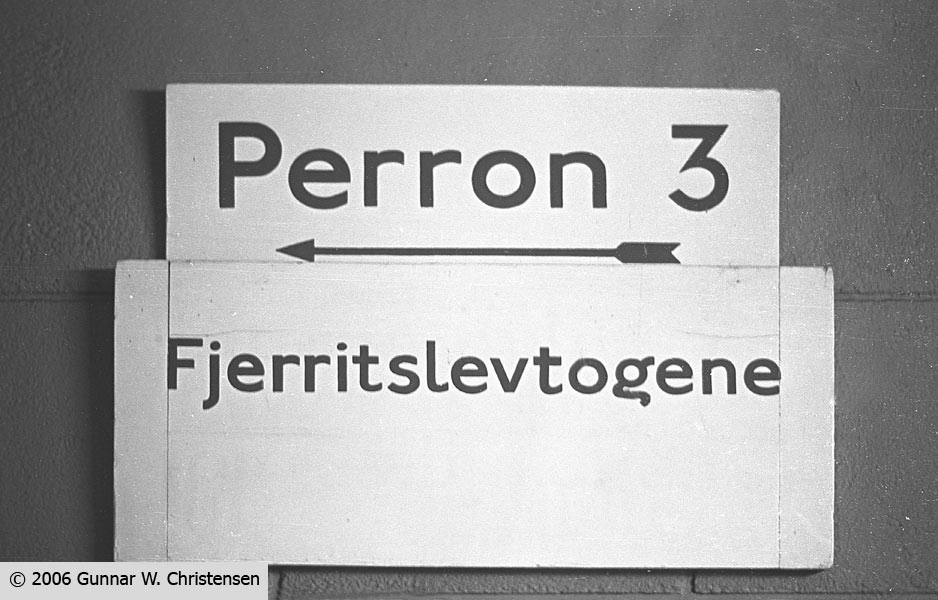 Perron 3
Fjerritslevtogene
© 2006 Gunnar W. Christensen